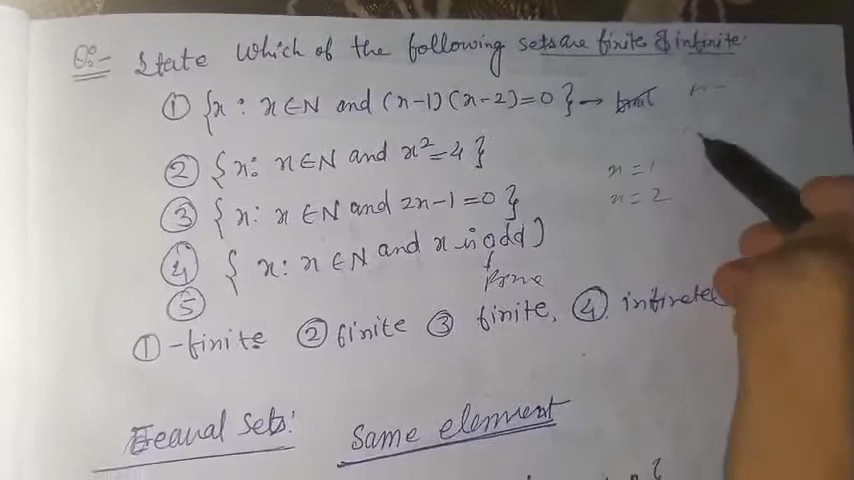 Q:- State which of the following sets are finite & infinite.
① {x : x ∈ N and (x-1)(x-2)=0} →
② {x: x ∈ N and x²=4}
x = 1
③ {x: x ∈ N and 2x-1=0}
x = 2
④ { x: x ∈ N and x is odd}
Prime
⑤
①-finite ② finite ③ finite, ④. infinite
Eequal sets: Same element